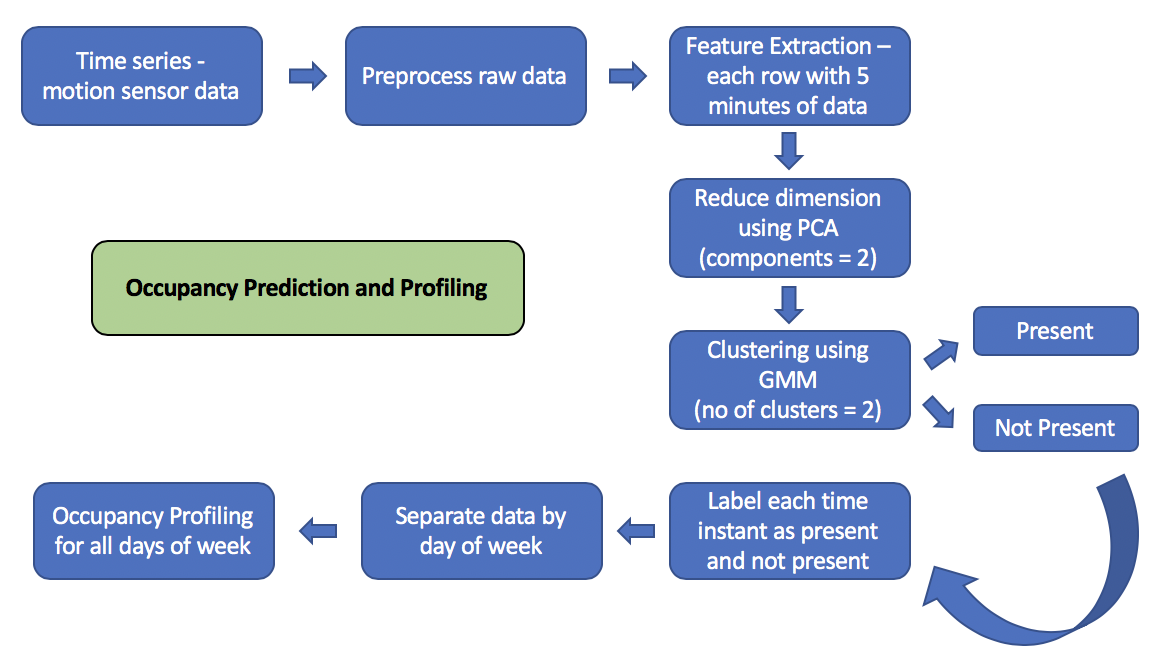 Time series -
motion sensor data
Preprocess raw data
Feature Extraction –
each row with 5
minutes of data
Reduce dimension
using PCA
(components = 2)
Occupancy Prediction and Profiling
Clustering using
GMM
(no of clusters = 2)
Present
Not Present
Label each time
instant as present
and not present
Separate data by
day of week
Occupancy Profiling
for all days of week